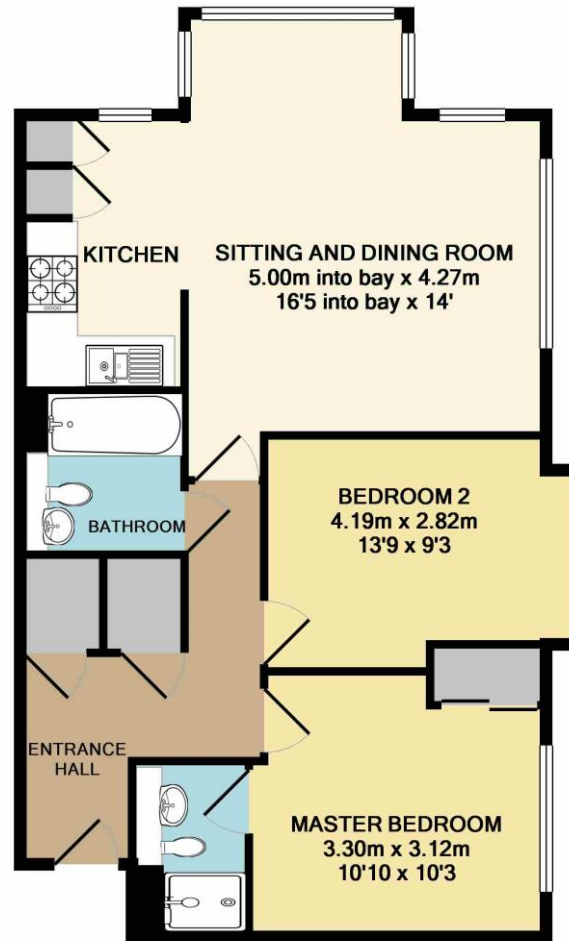 KITCHEN
SITTING AND DINING ROOM
5.00m into bay x 4.27m
16'5 into bay x 14'
BATHROOM
BEDROOM 2
4.19m x 2.82m
13'9 x 9'3
ENTRANCE
HALL
MASTER BEDROOM
3.30m x 3.12m
10'10 x 10'3